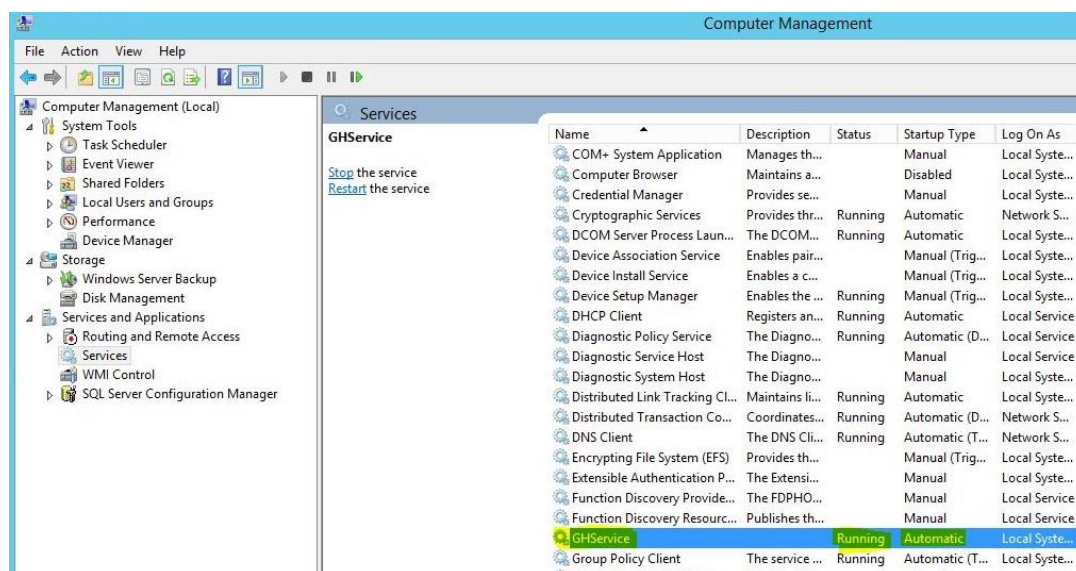 Computer Management
File Action View Help
Computer Management (Local)
System Tools
Task Scheduler
Event Viewer
Shared Folders
Local Users and Groups
Performance
Device Manager
Storage
Windows Server Backup
Disk Management
Services and Applications
Routing and Remote Access
Services
WMI Control
SQL Server Configuration Manager
Services
GHService
Stop the service
Restart the service
Name Description Status Startup Type Log On As
COM+ System Application Manages th... Manual Local Syste...
Computer Browser Maintains a... Disabled Local Syste...
Credential Manager Provides se... Manual Local Syste...
Cryptographic Services Provides thr... Running Automatic Network S...
DCOM Server Process Laun... The DCOM... Running Automatic Local Syste...
Device Association Service Enables pair... Manual (Trig... Local Syste...
Device Install Service Enables a c... Manual (Trig... Local Syste...
Device Setup Manager Enables the ... Running Manual (Trig... Local Syste...
DHCP Client Registers an... Running Automatic Local Service
Diagnostic Policy Service The Diagno... Running Automatic (D... Local Service
Diagnostic Service Host The Diagno... Manual Local Service
Diagnostic System Host The Diagno... Manual Local Syste...
Distributed Link Tracking Cl... Maintains li... Running Automatic Local Syste...
Distributed Transaction Co... Coordinates... Running Automatic (D... Network S...
DNS Client The DNS Cli... Running Automatic (T... Network S...
Encrypting File System (EFS) Provides th... Manual (Trig... Local Syste...
Extensible Authentication P... The Extensi... Manual Local Syste...
Function Discovery Provide... The FDPHO... Manual Local Service
Function Discovery Resourc... Publishes th... Manual Local Service
GHService Running Automatic Local Syste...
Group Policy Client The service ... Running Automatic (T... Local Syste...